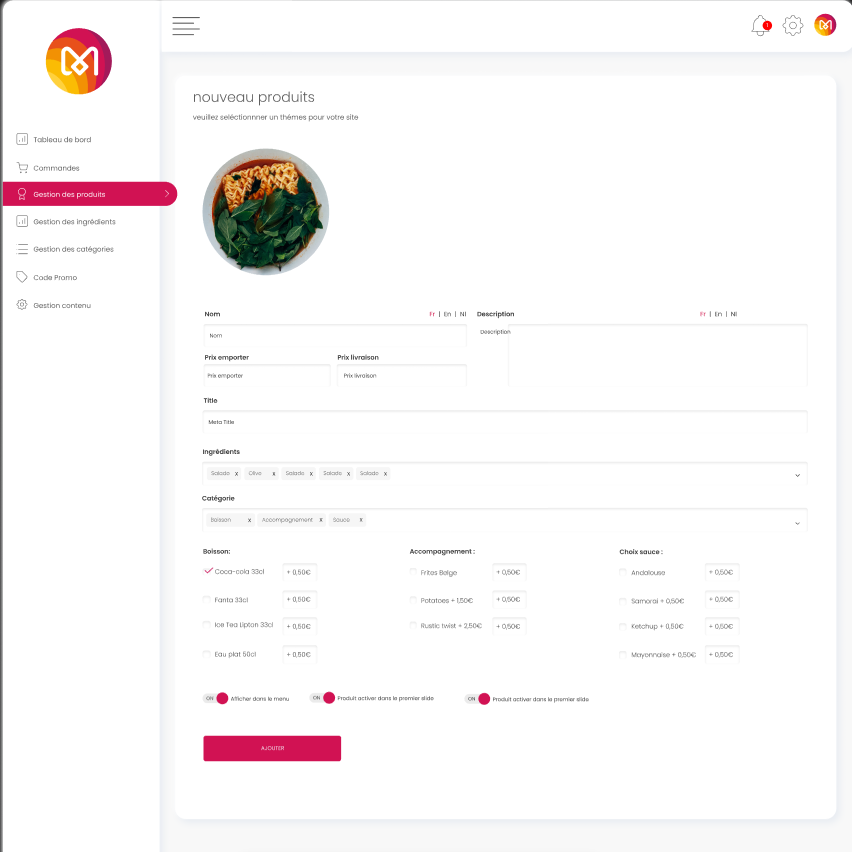 1
Tableau de bord
Commandes
Gestion des produits
Gestion des ingrédients
Gestion des catégories
Code Promo
Gestion contenu
nouveau produits
veuillez seléctionnner un thèmes pour votre site
Nom Fr | En | Nl
Nom
Prix emporter Prix livraison
Prix emporter Prix livraison
Description Fr | En | Nl
Description
Title
Meta Title
Ingrédients
Salade x Olive x Salade x Salade x Salade x
Catégorie
Boisson x Accompagnement x Sauce x
Boisson: Accompagnement : Choix sauce :
Coca-cola 33cl + 0,50€ Frites Belge + 0,50€ Andalouse + 0,50€
Fanta 33cl + 0,50€ Potatoes + 1,50€ + 0,50€ Samorai + 0,50€ + 0,50€
Ice Tea Lipton 33cl + 0,50€ Rustic twist + 2,50€ + 0,50€ Ketchup + 0,50€ + 0,50€
Eau plat 50cl + 0,50€ Mayonnaise + 0,50€ + 0,50€
ON Afficher dans le menu ON Produit activer dans le premier slide ON Produit activer dans le premier slide
AJOUTER